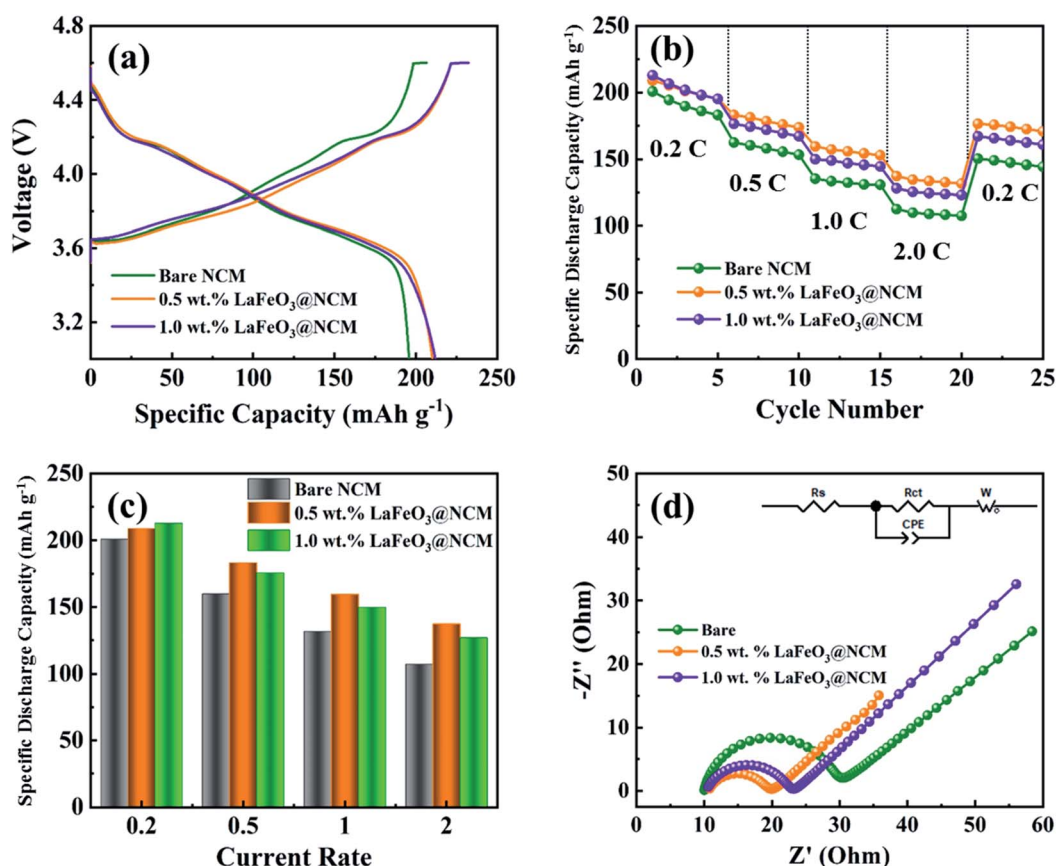 (a)
Voltage (V)
4.8
4.4
4.0
3.6
3.2
Bare NCM
0.5 wt.% LaFeO₃@NCM
1.0 wt.% LaFeO₃@NCM
0 50 100 150 200 250
Specific Capacity (mAh g⁻¹)
(b)
Specific Discharge Capacity (mAh g⁻¹)
250
200
150
100
50
0
0.2 C
0.5 C
1.0 C
2.0 C
0.2 C
Bare NCM
0.5 wt.% LaFeO₃@NCM
1.0 wt.% LaFeO₃@NCM
0 5 10 15 20 25
Cycle Number
(c)
Specific Discharge Capacity (mAh g⁻¹)
250
200
150
100
50
0
Bare NCM
0.5 wt.% LaFeO₃@NCM
1.0 wt.% LaFeO₃@NCM
0.2 0.5 1 2
Current Rate
(d)
-Z'' (Ohm)
50
40
30
20
10
0
Rs Rct W
CPE
Bare
0.5 wt. % LaFeO₃@NCM
1.0 wt. % LaFeO₃@NCM
0 10 20 30 40 50 60
Z' (Ohm)